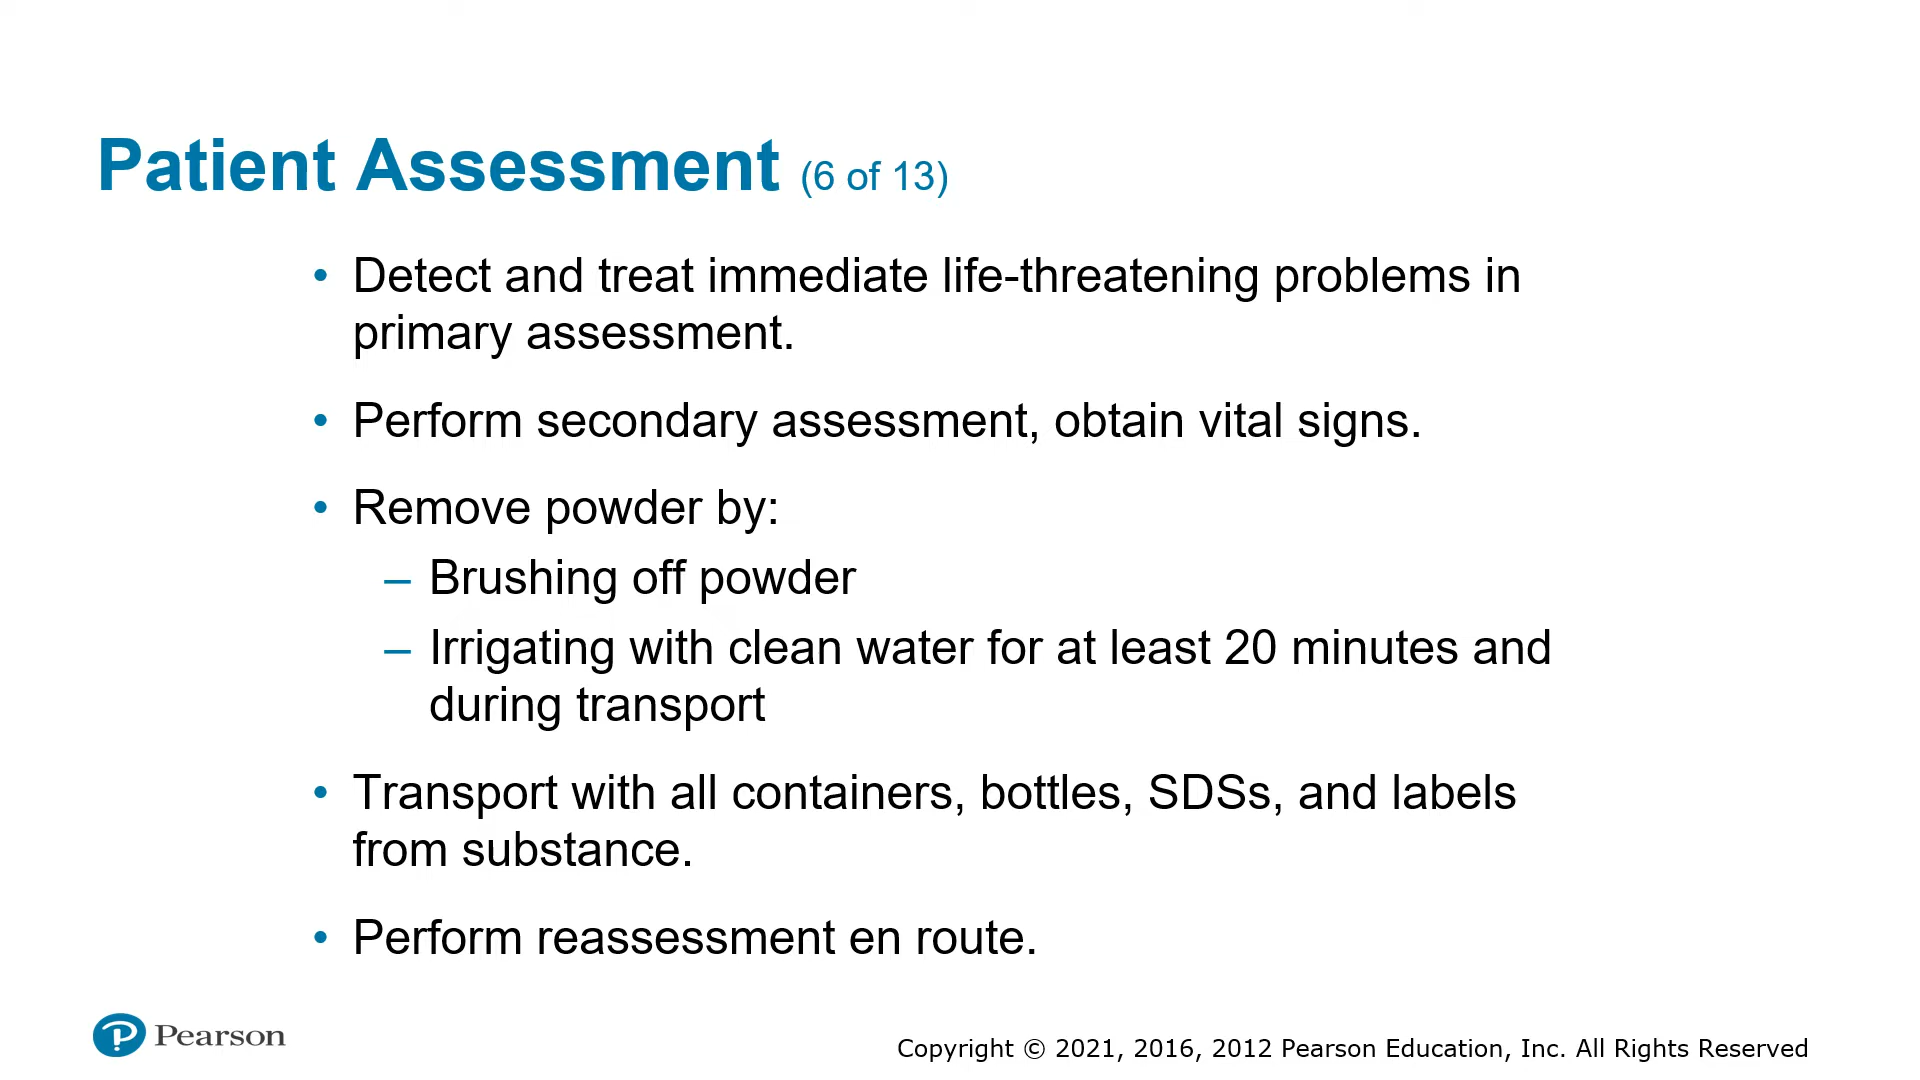 Patient Assessment (6 of 13)
• Detect and treat immediate life-threatening problems in
primary assessment.
• Perform secondary assessment, obtain vital signs.
• Remove powder by:
– Brushing off powder
– Irrigating with clean water for at least 20 minutes and
during transport
• Transport with all containers, bottles, SDSs, and labels
from substance.
• Perform reassessment en route.
Pearson
Copyright © 2021, 2016, 2012 Pearson Education, Inc. All Rights Reserved